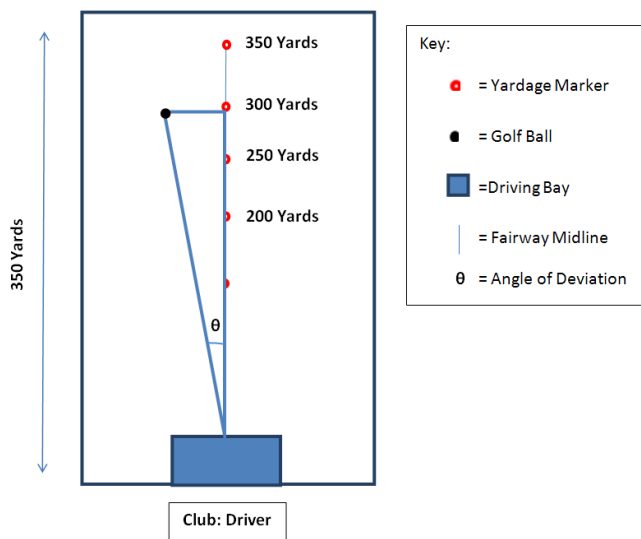 350 Yards
300 Yards
250 Yards
200 Yards
350 Yards
θ
Club: Driver
Key:
= Yardage Marker
= Golf Ball
=Driving Bay
= Fairway Midline
θ = Angle of Deviation